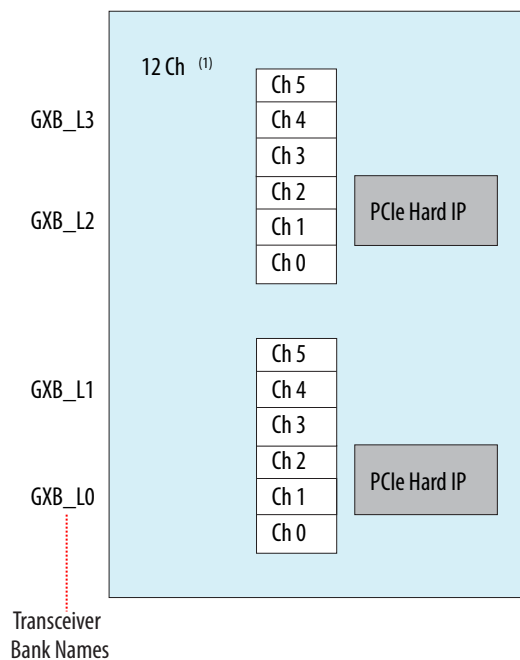 12 Ch (1)
Ch 5
GXB_L3
Ch 4
Ch 3
Ch 2
PCIe Hard IP
GXB_L2
Ch 1
Ch 0
Ch 5
GXB_L1
Ch 4
Ch 3
Ch 2
PCIe Hard IP
GXB_L0
Ch 1
Ch 0
Transceiver
Bank Names